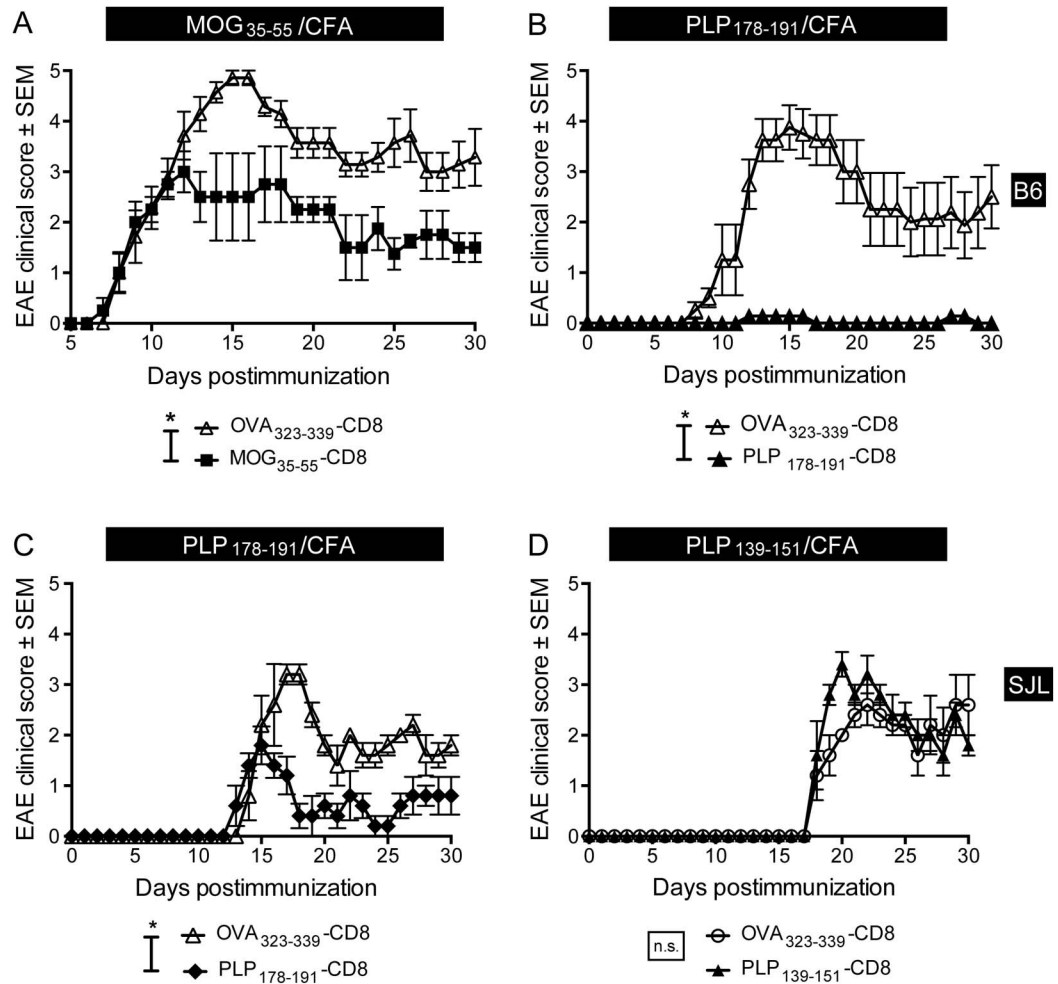 A
MOG35-55/CFA
EAE clinical score ± SEM
5
4
3
2
1
0
5 10 15 20 25 30
Days postimmunization
* OVA323-339-CD8
MOG35-55-CD8
B
PLP178-191/CFA
EAE clinical score ± SEM
5
4
3
2
1
0
0 5 10 15 20 25 30
Days postimmunization
* OVA323-339-CD8
PLP178-191-CD8
B6
C
PLP178-191/CFA
EAE clinical score ± SEM
5
4
3
2
1
0
0 5 10 15 20 25 30
Days postimmunization
* OVA323-339-CD8
PLP178-191-CD8
D
PLP139-151/CFA
EAE clinical score ± SEM
5
4
3
2
1
0
0 5 10 15 20 25 30
Days postimmunization
n.s. OVA323-339-CD8
PLP139-151-CD8
SJL